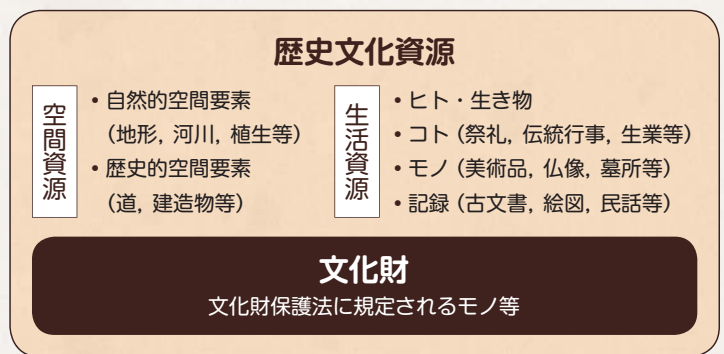 歴史文化資源
空間資源
• 自然的空間要素
(地形, 河川, 植生等)
• 歴史的空間要素
(道, 建造物等)
生活資源
• ヒト・生き物
• コト (祭礼, 伝統行事, 生業等)
• モノ (美術品, 仏像, 墓所等)
• 記録 (古文書, 絵図, 民話等)
文化財
文化財保護法に規定されるモノ等